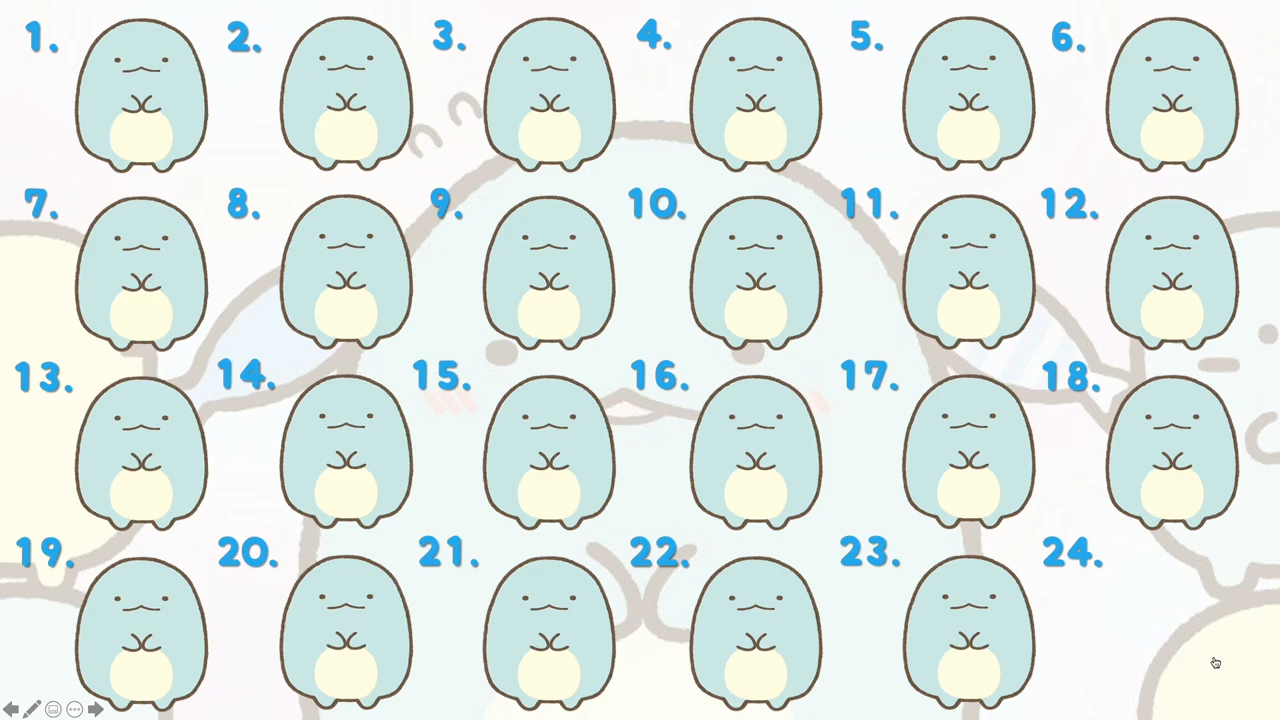 1. 2. 3. 4. 5. 6.
7. 8. 9. 10. 11. 12.
13. 14. 15. 16. 17. 18.
19. 20. 21. 22. 23. 24.